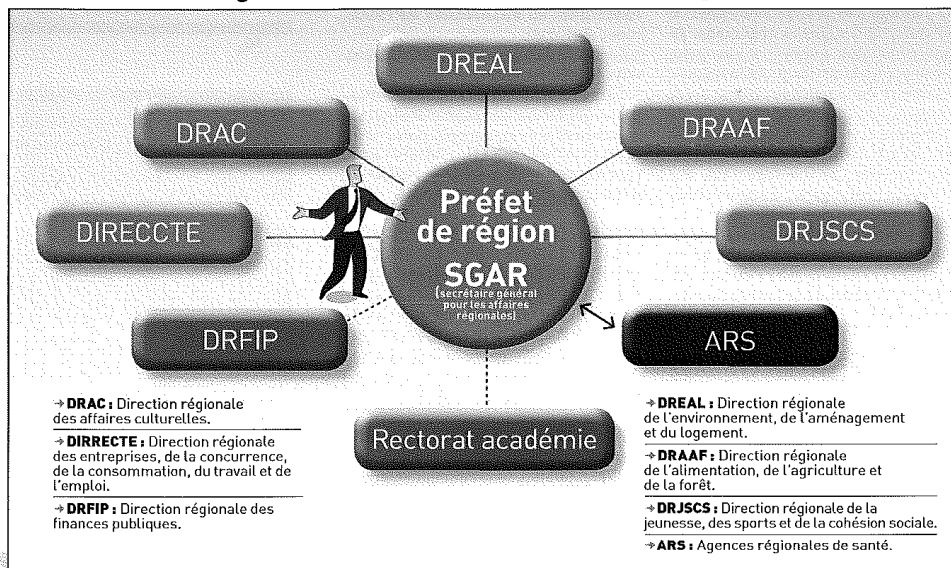 DREAL
DRAC
DRAAF
Préfet
de région
DIRECCTE
DRJSCS
SGAR
(secrétaire général
pour les affaires
régionales)
DRFIP
ARS
Rectorat académie
→DRAC : Direction régionale
des affaires culturelles.
→DIRRECTE : Direction régionale
des entreprises, de la concurrence,
de la consommation, du travail et de
l'emploi.
→DRFIP : Direction régionale des
finances publiques.
→DREAL : Direction régionale
de l'environnement, de l'aménagement
et du logement.
→DRAAF : Direction régionale
de l'alimentation, de l'agriculture et
de la forêt.
→DRJSCS : Direction régionale de la
jeunesse, des sports et de la cohésion sociale.
→ARS : Agences régionales de santé.